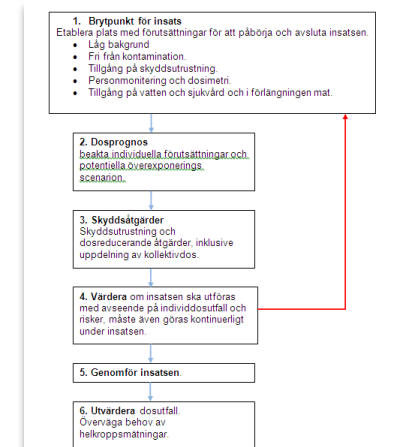 1. Brytpunkt för insats
Etablera plats med förutsättningar för att påbörja och avsluta insatsen.
• Låg bakgrund
• Fri från kontamination.
• Tillgång på skyddsutrustning.
• Personmonitering och dosimetri.
• Tillgång på vatten och sjukvård och i förlängningen mat.
2. Dosprognos
beakta individuella förutsättningar och
potentiella överexponerings
scenarion.
3. Skyddsåtgärder
Skyddsutrustning och
dosreducerande åtgärder, inklusive
uppdelning av kollektivdos.
4. Värdera om insatsen ska utföras
med avseende på individdosutfall och
risker, måste även göras kontinuerligt
under insatsen.
5. Genomför insatsen.
6. Utvärdera dosutfall.
Överväga behov av
helkroppsmätningar.